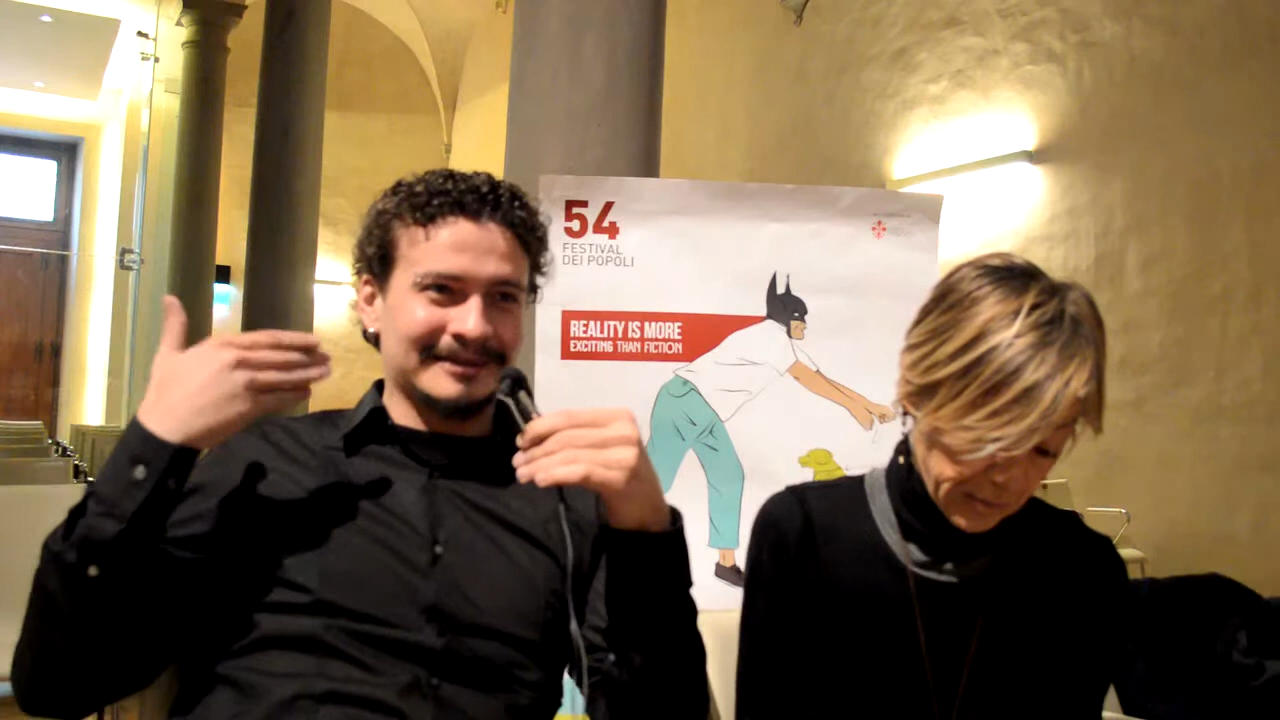 54
FESTIVAL
DEI POPOLI
REALITY IS MORE
EXCITING THAN FICTION